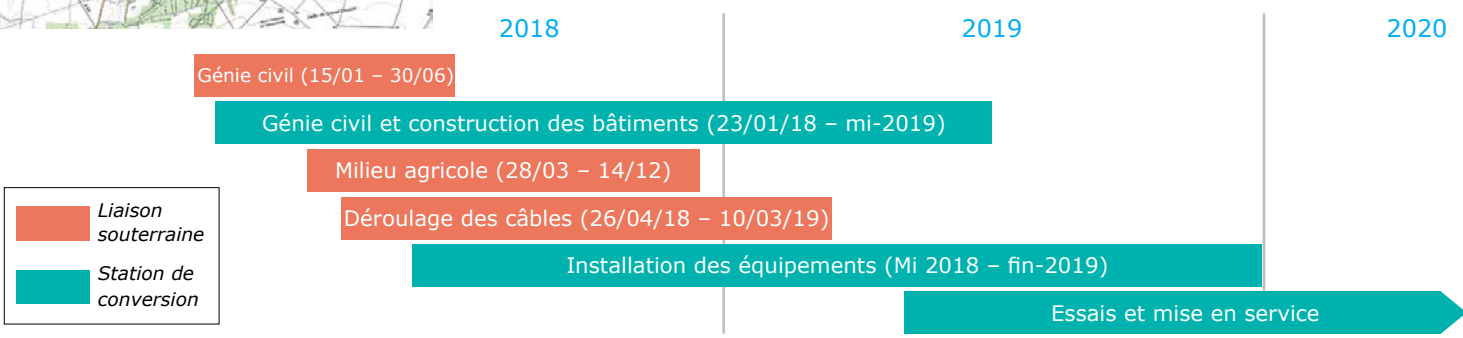 2018
2019
2020
Génie civil (15/01 – 30/06)
Génie civil et construction des bâtiments (23/01/18 – mi-2019)
Milieu agricole (28/03 – 14/12)
Déroulage des câbles (26/04/18 – 10/03/19)
Installation des équipements (Mi 2018 – fin-2019)
Essais et mise en service
Liaison
souterraine
Station de
conversion